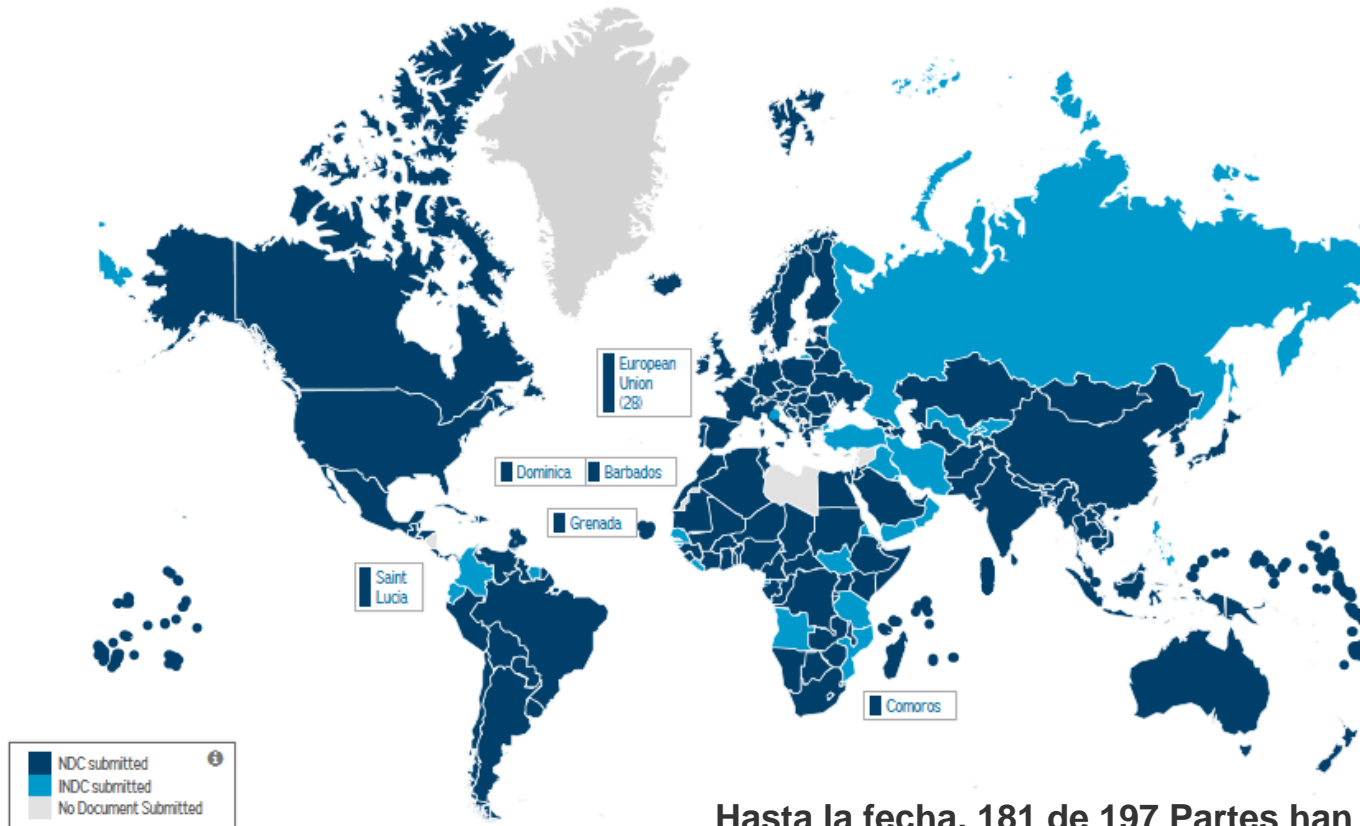 European
Union
(28)
Dominica
Barbados
Grenada
Saint
Lucia
Comoros
NDC submitted
INDC submitted
No Document Submitted
Hasta la fecha, 181 de 197 Partes han